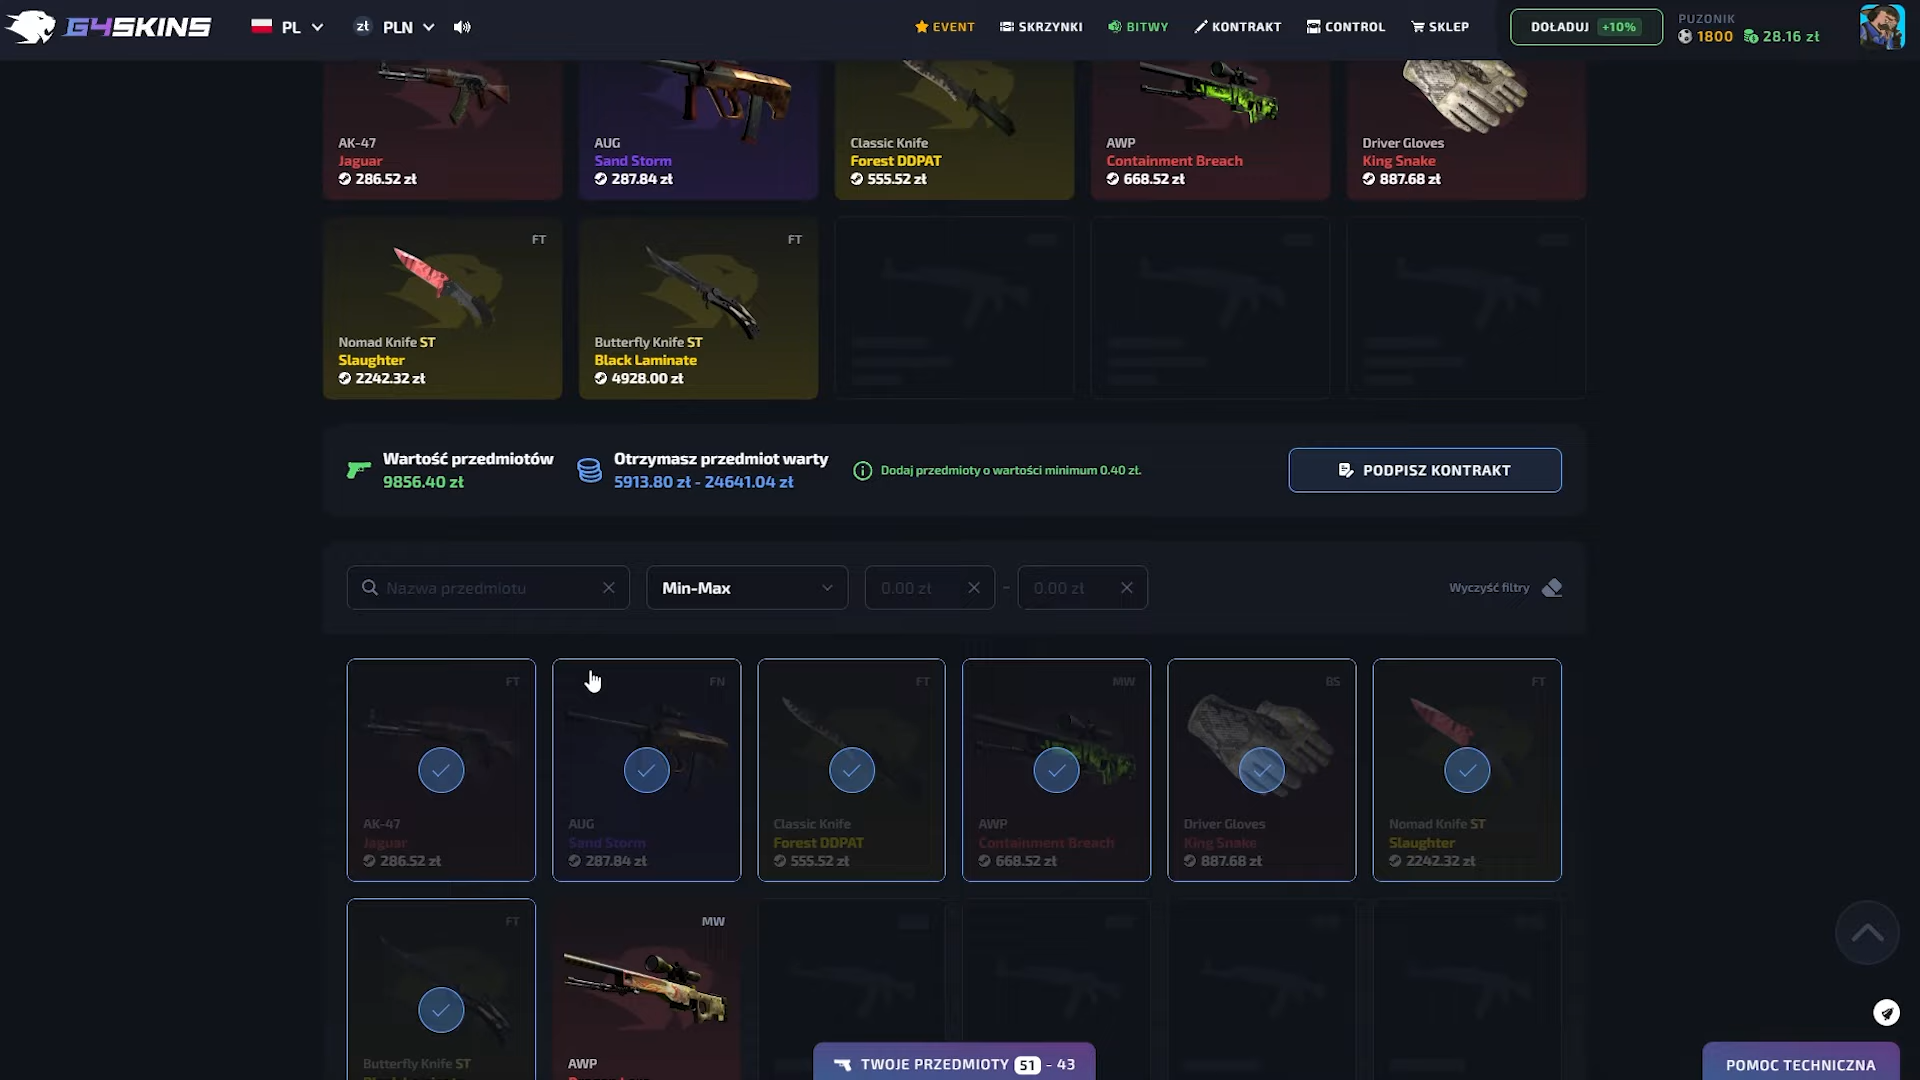 G4SKINS
PL
zł PLN
EVENT
SKRZYNKI
BITWY
KONTRAKT
CONTROL
SKLEP
DOŁADUJ +10%
PUZONIK
1800 28.16 zł
AK-47
Jaguar
286.52 zł
AUG
Sand Storm
287.84 zł
Classic Knife
Forest DDPAT
555.52 zł
AWP
Containment Breach
668.52 zł
Driver Gloves
King Snake
887.68 zł
FT
Nomad Knife ST
Slaughter
2242.32 zł
FT
Butterfly Knife ST
Black Laminate
4928.00 zł
Wartość przedmiotów
9856.40 zł
Otrzymasz przedmiot warty
5913.80 zł - 24641.04 zł
Dodaj przedmioty o wartości minimum 0.40 zł.
PODPISZ KONTRAKT
Nazwa przedmiotu
Min-Max
0.00 zł
-
0.00 zł
Wyczyść filtry
FT
AK-47
Jaguar
286.52 zł
FN
AUG
Sand Storm
287.84 zł
FT
Classic Knife
Forest DDPAT
555.52 zł
MW
AWP
Containment Breach
668.52 zł
BS
Driver Gloves
King Snake
887.68 zł
FT
Nomad Knife ST
Slaughter
2242.32 zł
FT
Butterfly Knife ST
MW
AWP
TWOJE PRZEDMIOTY 51 - 43
POMOC TECHNICZNA